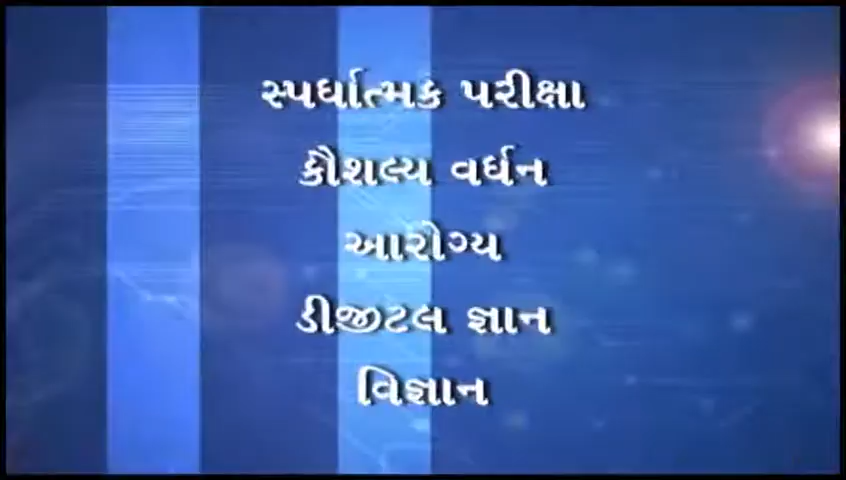 સ્પર્ધાત્મક પરીક્ષા
કૌશલ્ય વર્ધન
આરોગ્ય
ડીજીટલ જ્ઞાન
વિજ્ઞાન